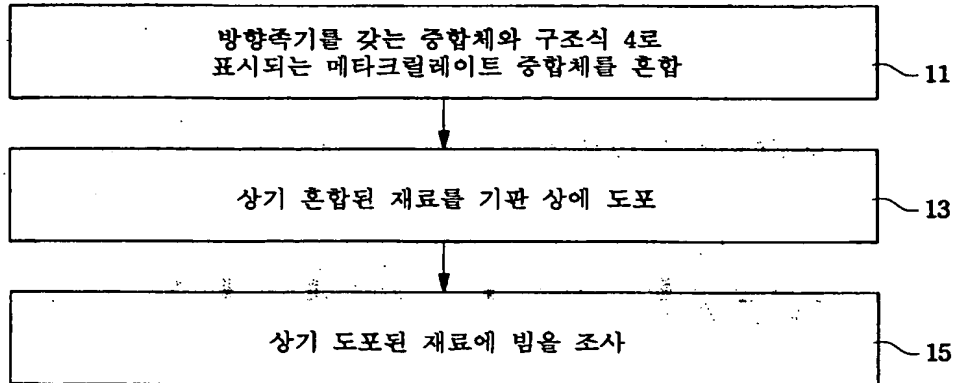 방향족기를 갖는 중합체와 구조식 4로
표시되는 메타크릴레이트 중합체를 혼합
11
상기 혼합된 재료를 기판 상에 도포
13
상기 도포된 재료에 빔을 조사
15